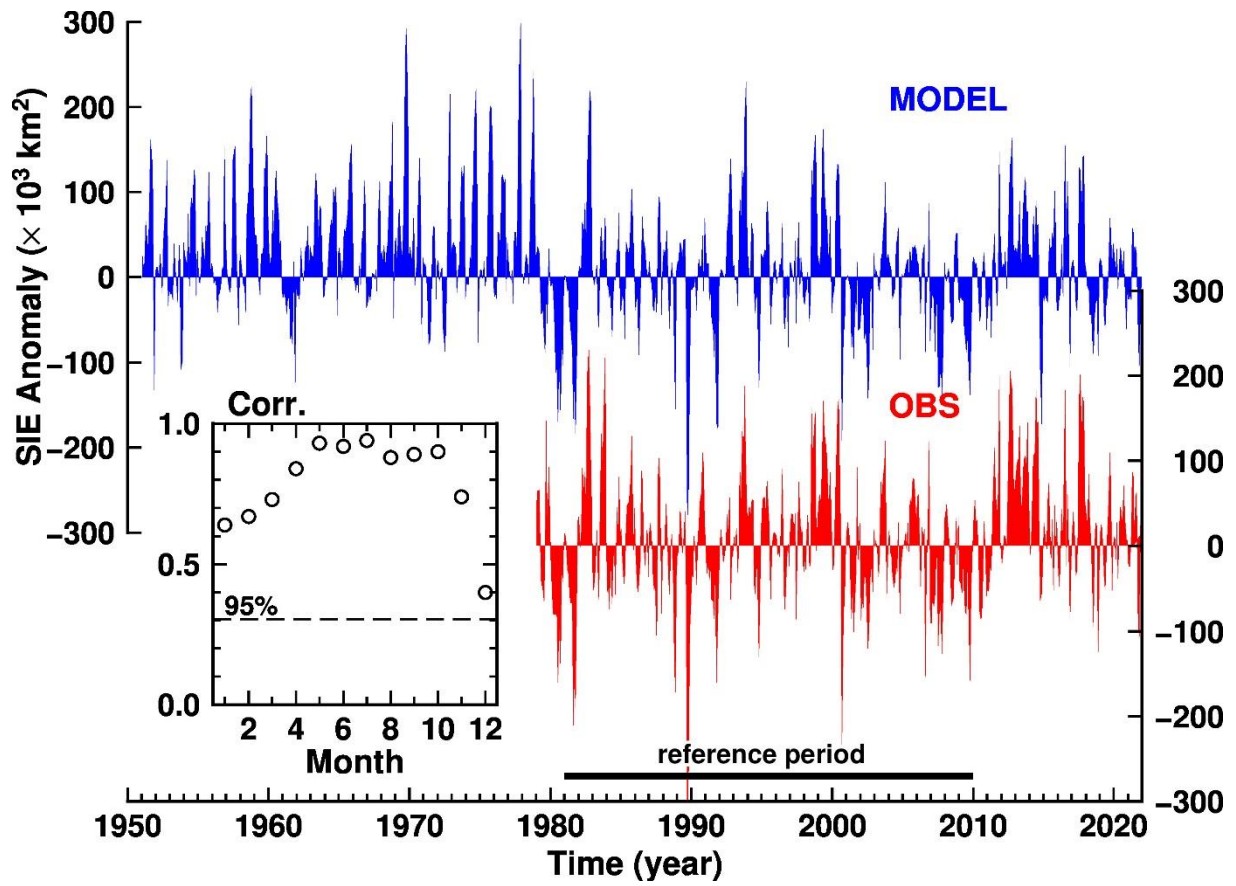 SIE Anomaly (× 10³ km²)
300
200
100
0
−100
−200
−300
MODEL
OBS
300
200
100
0
−100
−200
−300
Corr.
1.0
0.5
0.0
95%
2 4 6 8 10 12
Month
reference period
1950 1960 1970 1980 1990 2000 2010 2020
Time (year)